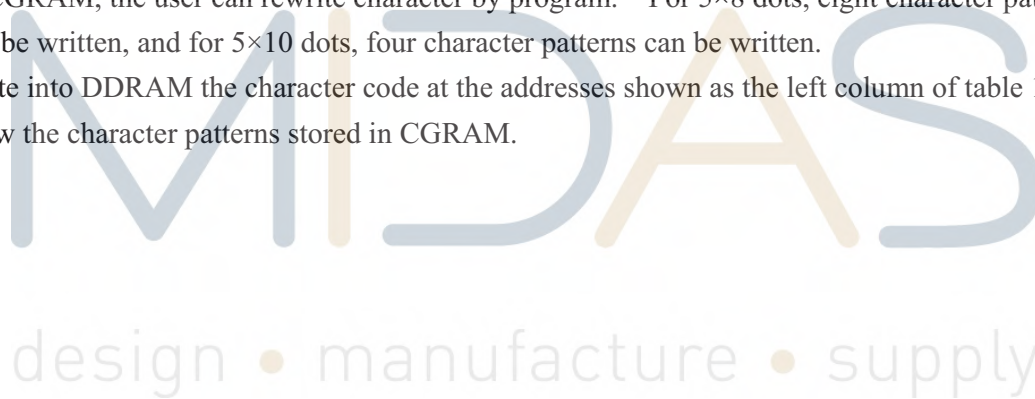 CGRAM, the user can rewrite character by program. For 5×8 dots, eight character pat
be written, and for 5×10 dots, four character patterns can be written.
te into DDRAM the character code at the addresses shown as the left column of table 1
w the character patterns stored in CGRAM.
MIDAS
design • manufacture • supply